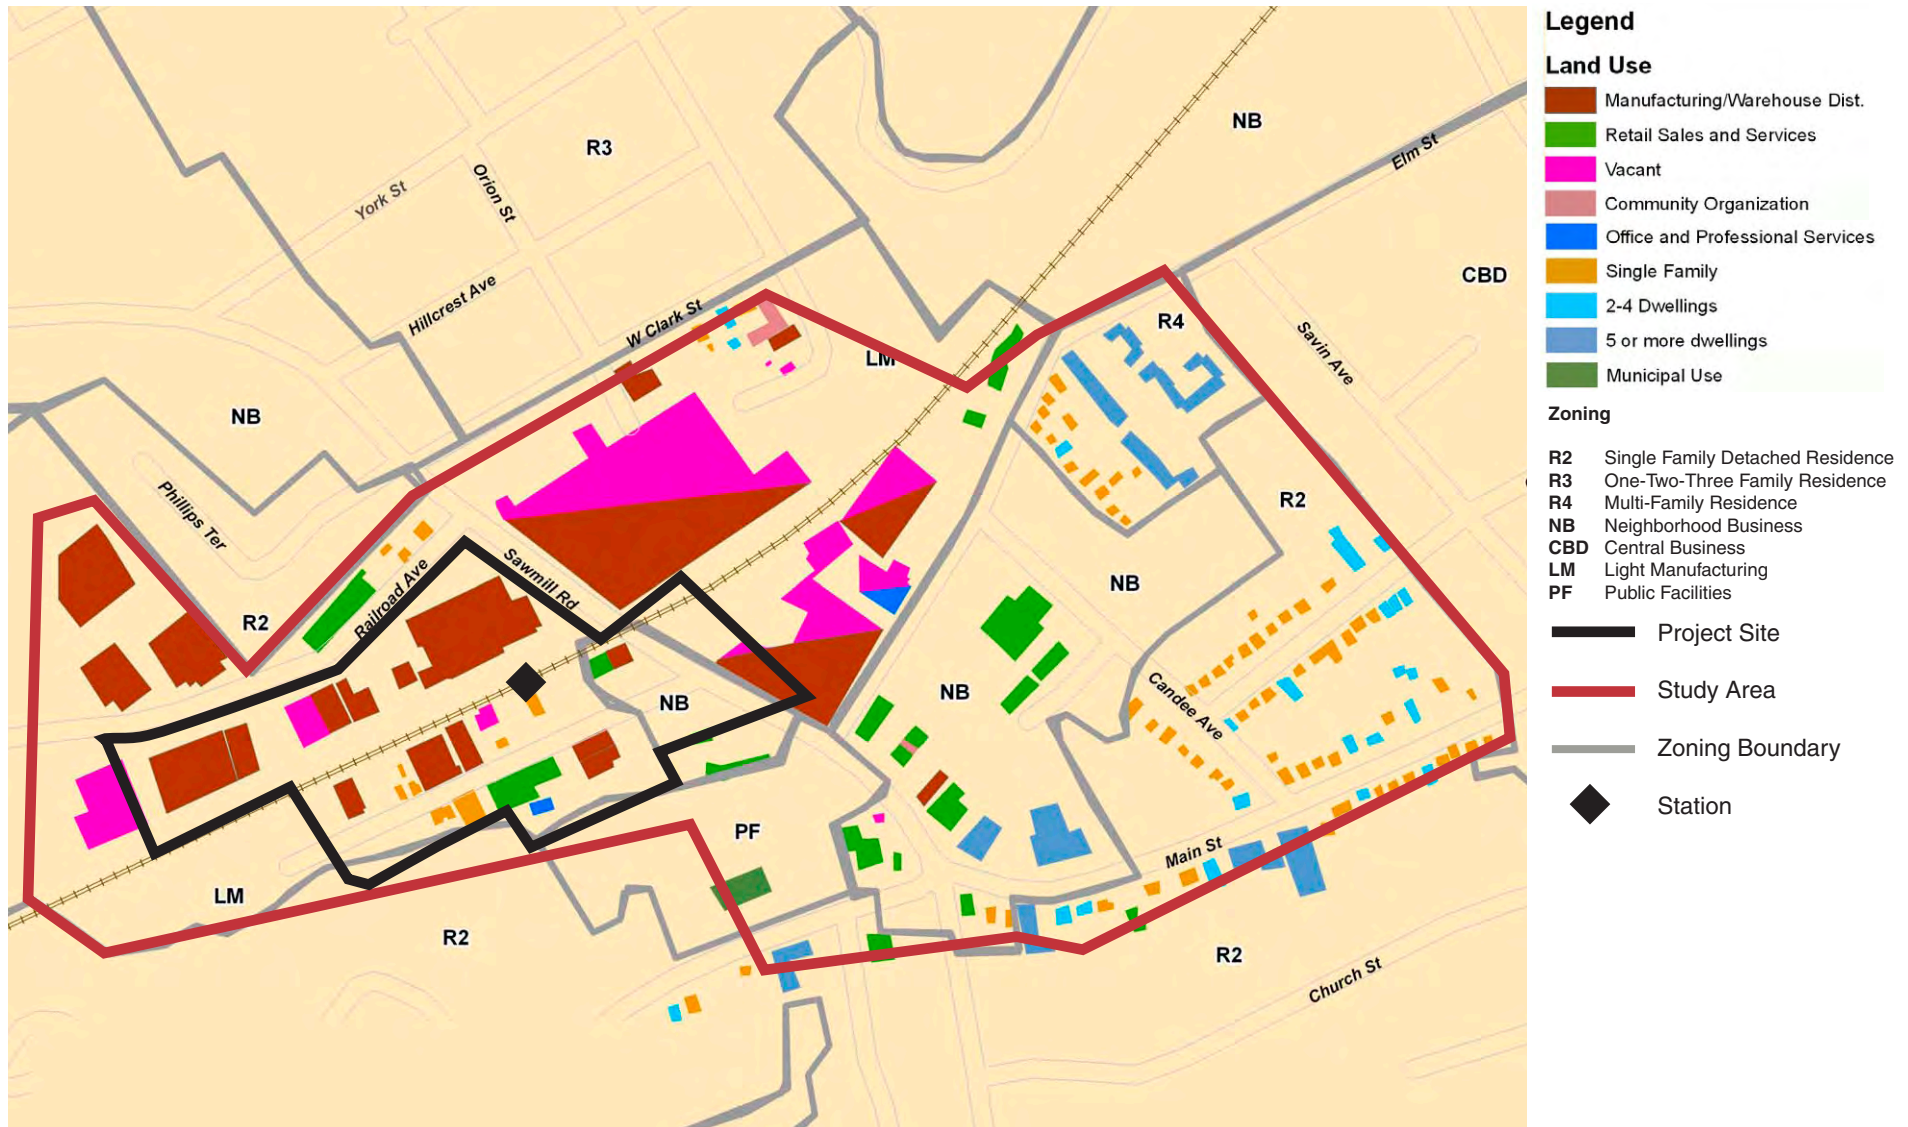 NB
R3
York St
Orion St
Elm St
Hillcrest Ave
CBD
W Clark St
R4
LM
Savin Ave
NB
Phillips Ter
R2
Sawmill Rd
NB
Railroad Ave
R2
NB
NB
Candee Ave
PF
Main St
LM
R2
R2
Church St
Legend
Land Use
Manufacturing/Warehouse Dist.
Retail Sales and Services
Vacant
Community Organization
Office and Professional Services
Single Family
2-4 Dwellings
5 or more dwellings
Municipal Use
Zoning
R2 Single Family Detached Residence
R3 One-Two-Three Family Residence
R4 Multi-Family Residence
NB Neighborhood Business
CBD Central Business
LM Light Manufacturing
PF Public Facilities
Project Site
Study Area
Zoning Boundary
Station